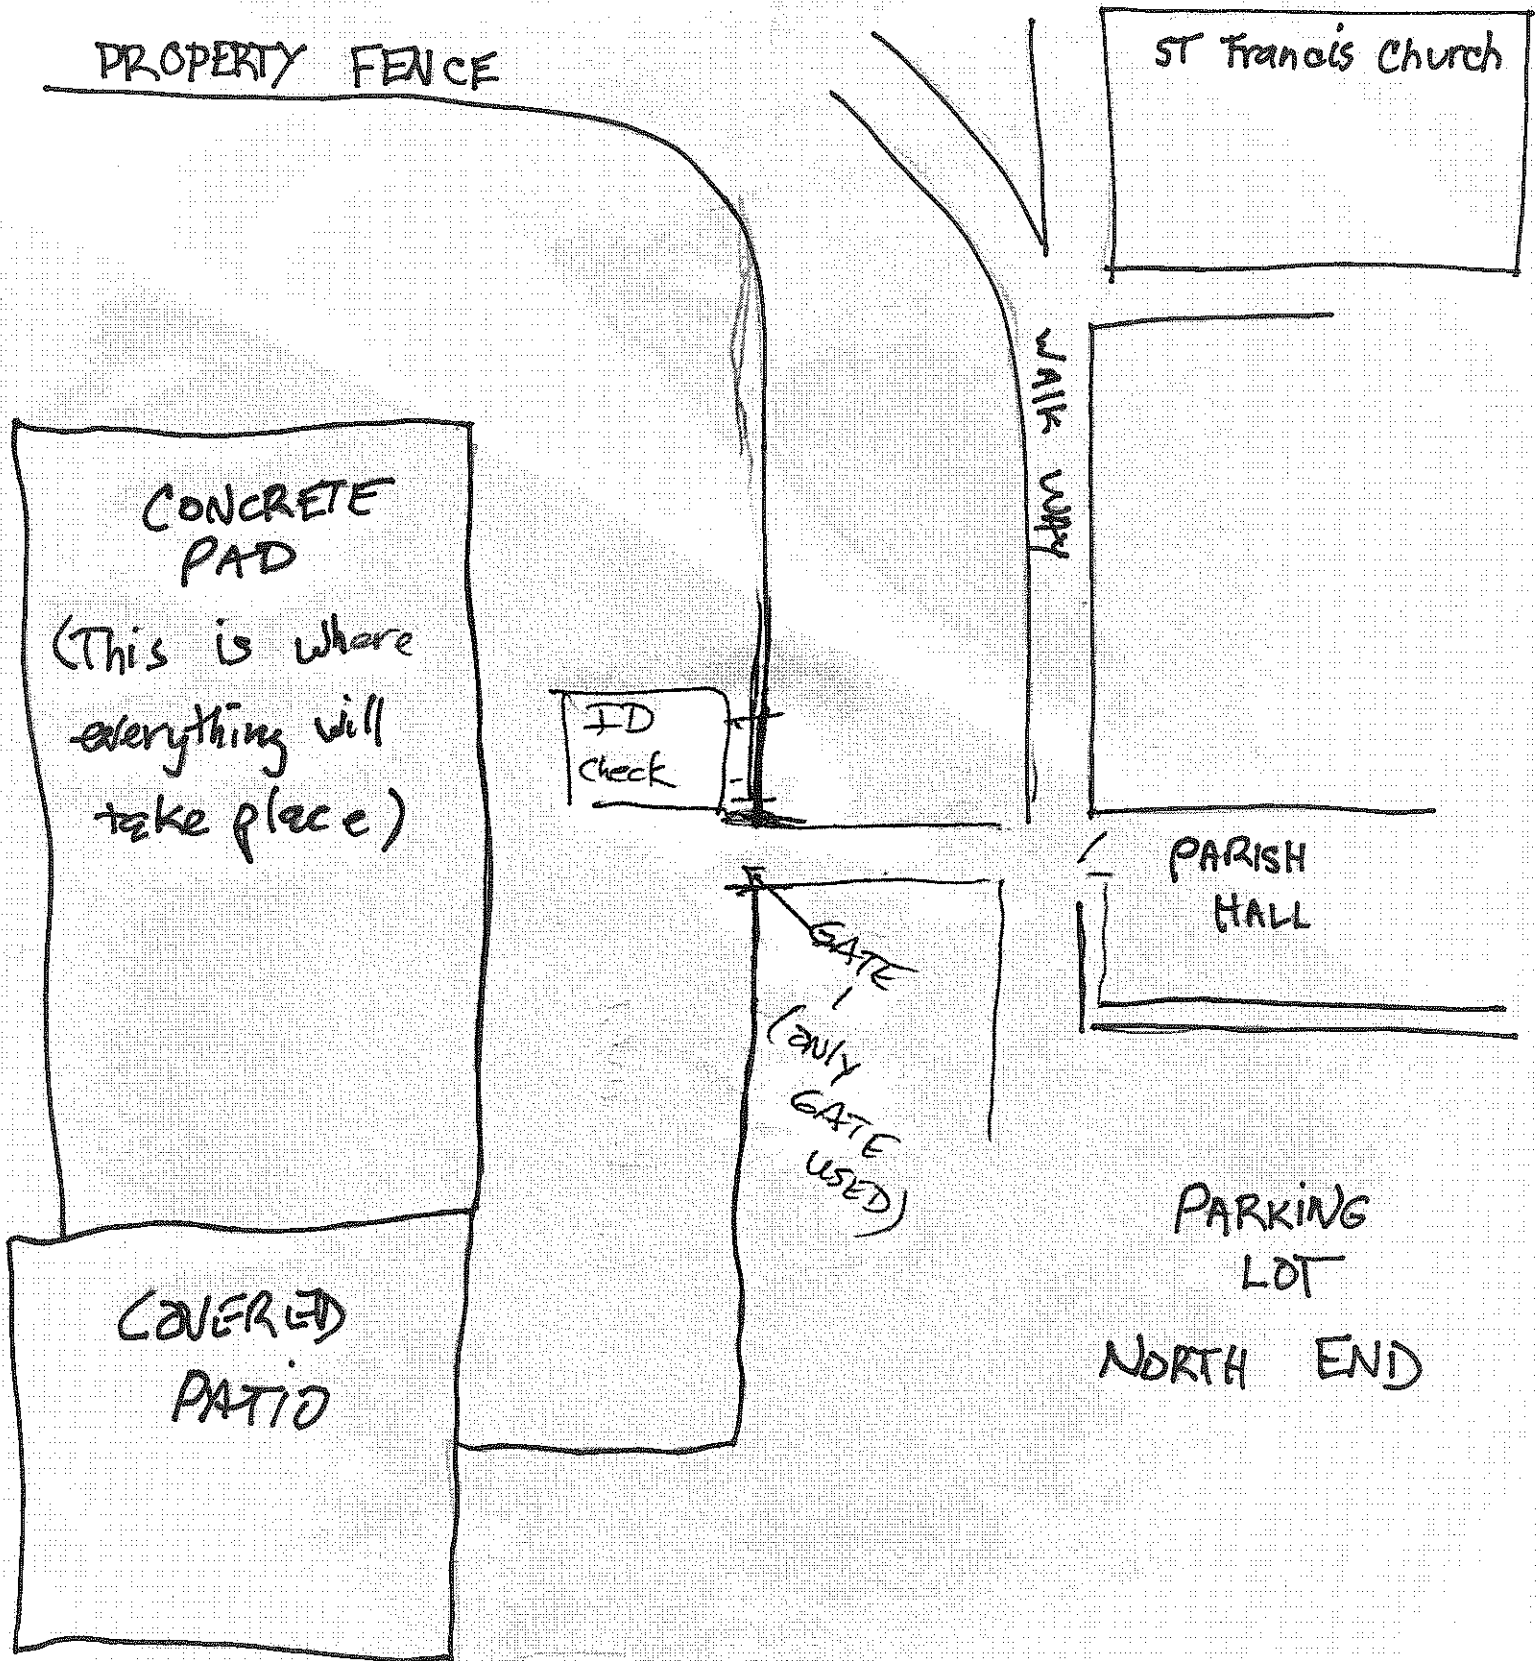 PROPERTY FENCE
ST Francis Church
WALK WAY
CONCRETE
PAD
(This is where
everything will
take place)
ID
check
PARISH
HALL
GATE
(ONLY
GATE
USED)
PARKING
LOT
NORTH END
COVERED
PATIO